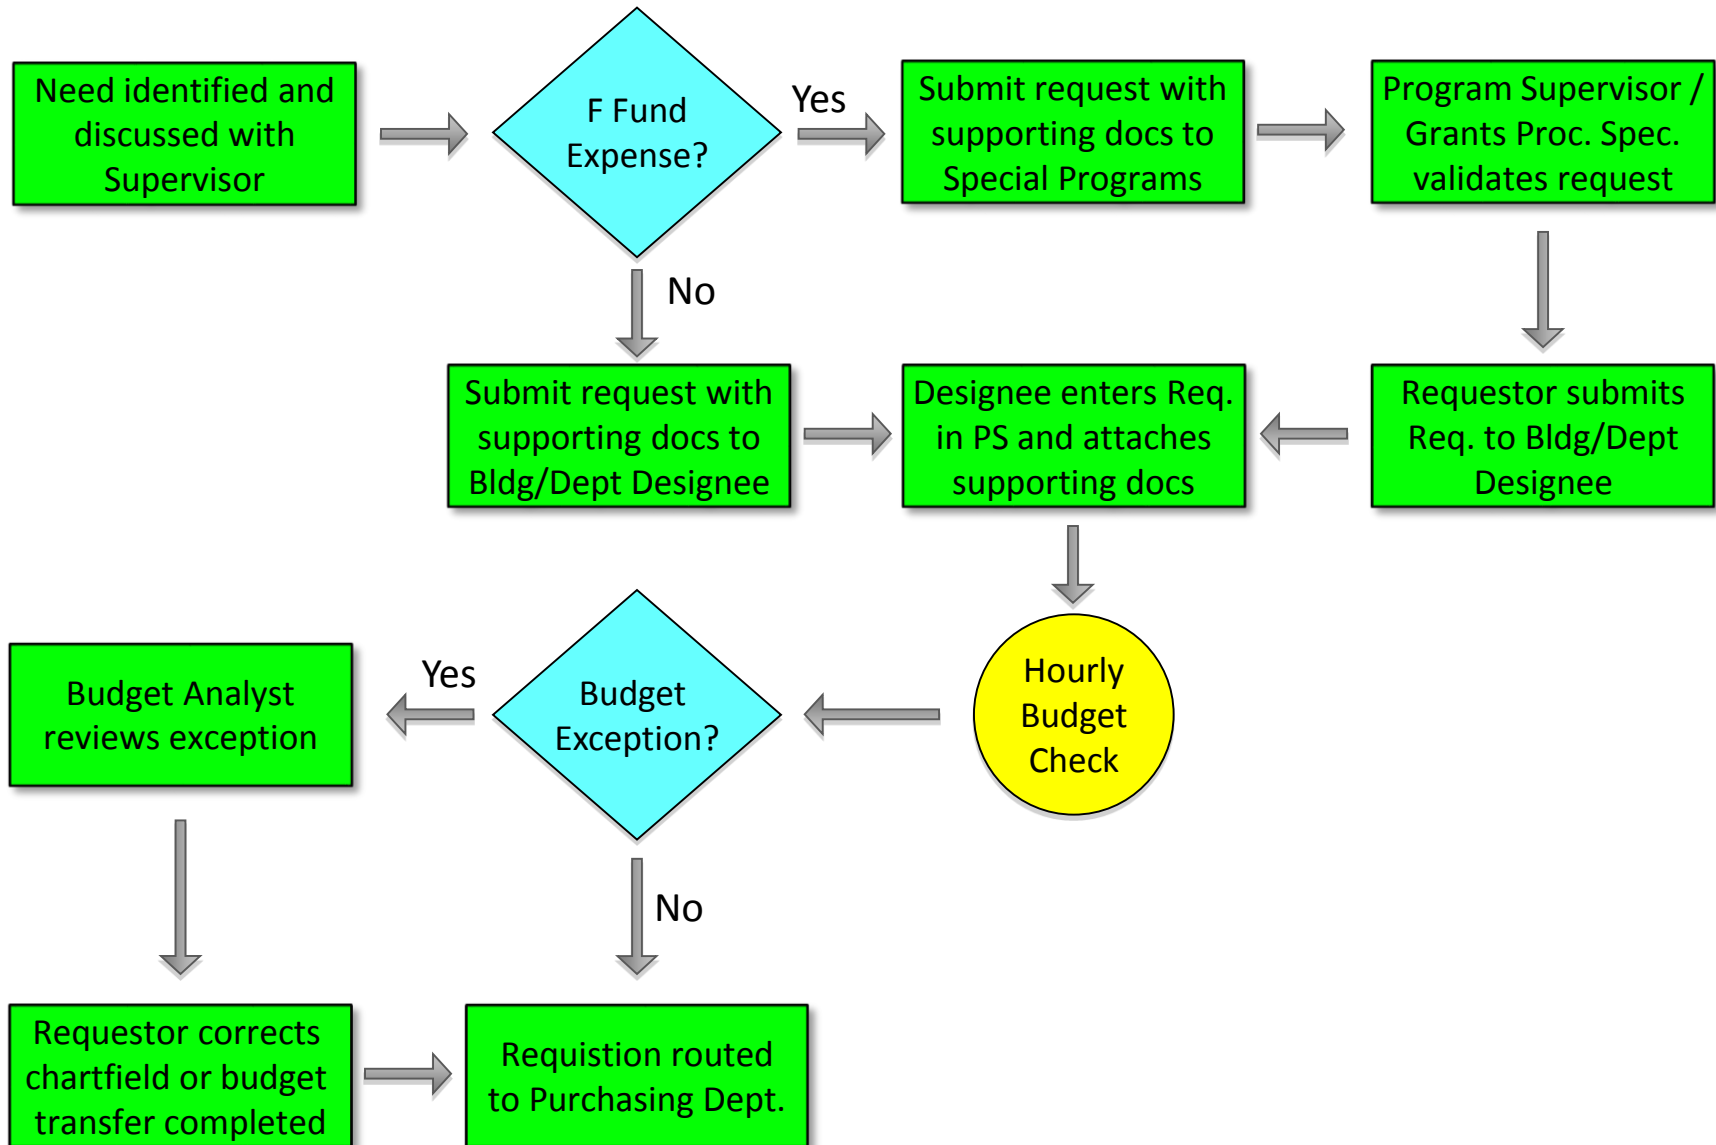 Need identified and
discussed with
Supervisor
F Fund
Expense?
Yes
Submit request with
supporting docs to
Special Programs
Program Supervisor /
Grants Proc. Spec.
validates request
No
Submit request with
supporting docs to
Bldg/Dept Designee
Designee enters Req.
in PS and attaches
supporting docs
Requestor submits
Req. to Bldg/Dept
Designee
Budget Analyst
reviews exception
Yes
Budget
Exception?
Hourly
Budget
Check
No
Requestor corrects
chartfield or budget
transfer completed
Requistion routed
to Purchasing Dept.